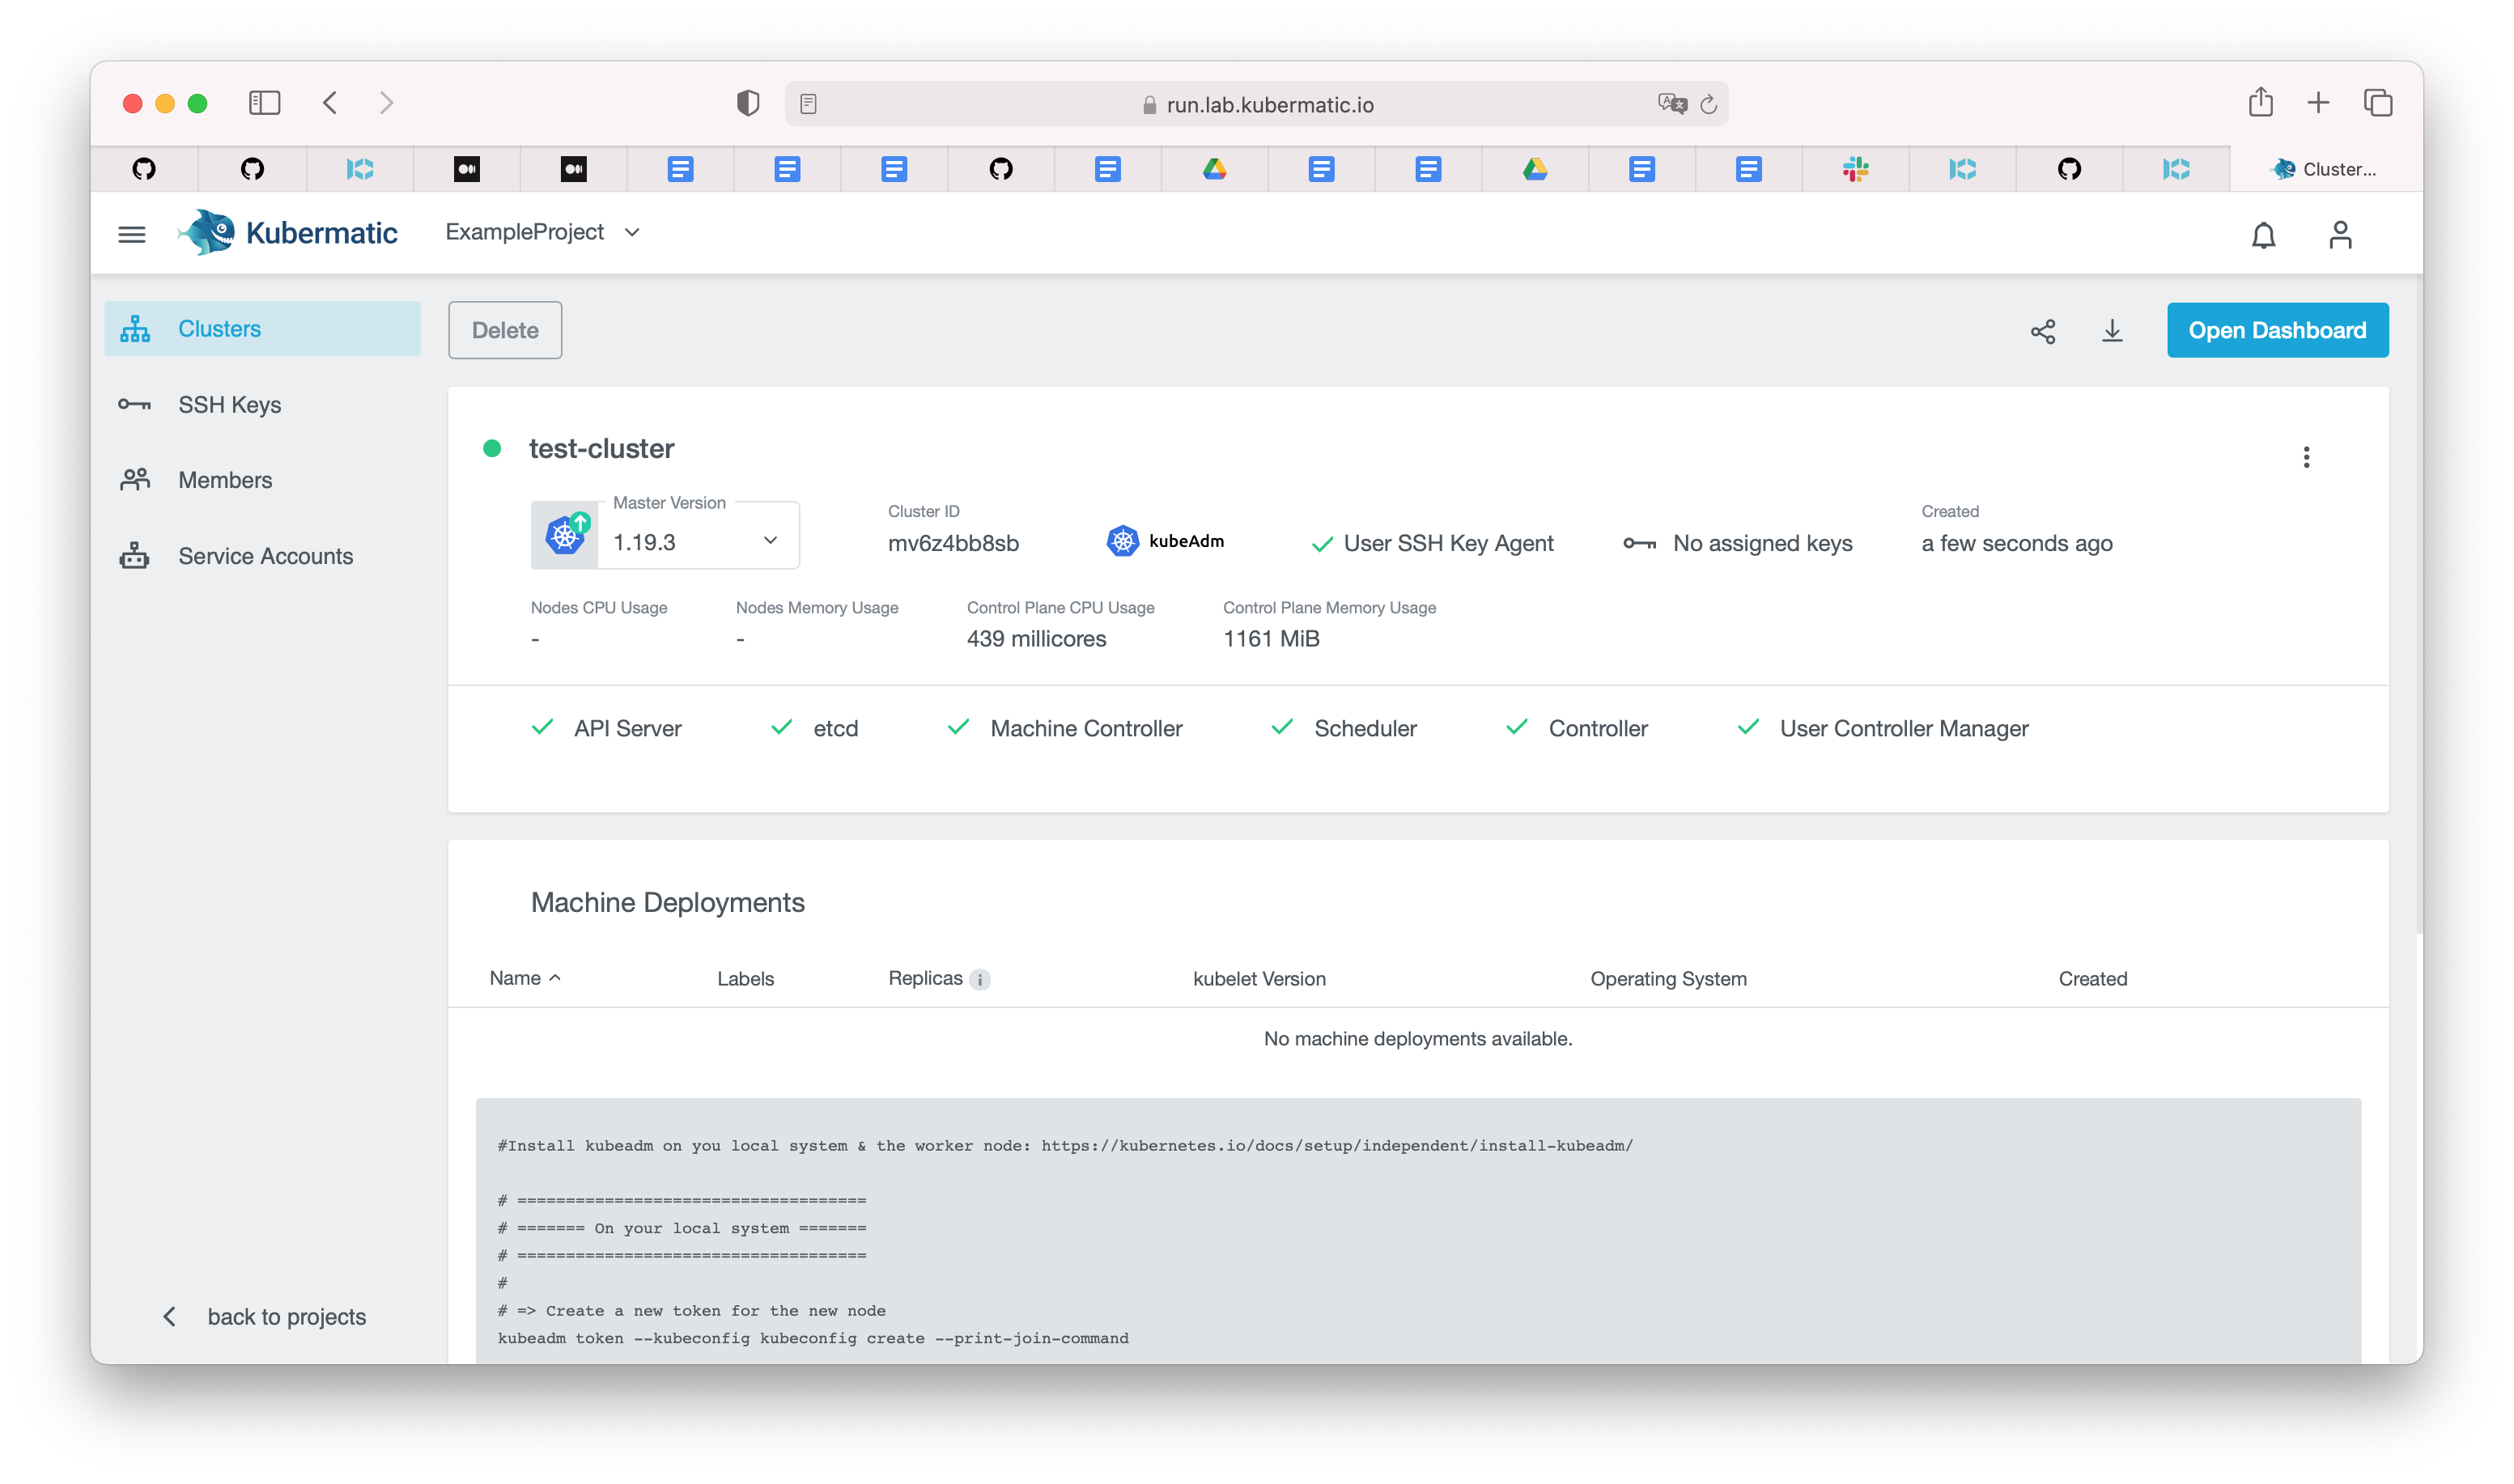 run.lab.kubermatic.io
Cluster...
Kubermatic
ExampleProject
Clusters
SSH Keys
Members
Service Accounts
back to projects
Delete
Open Dashboard
test-cluster
Master Version
1.19.3
Cluster ID
mv6z4bb8sb
kubeAdm
User SSH Key Agent
No assigned keys
Created
a few seconds ago
Nodes CPU Usage
-
Nodes Memory Usage
-
Control Plane CPU Usage
439 millicores
Control Plane Memory Usage
1161 MiB
API Server
etcd
Machine Controller
Scheduler
Controller
User Controller Manager
Machine Deployments
Name Labels Replicas i kubelet Version Operating System Created
No machine deployments available.
#Install kubeadm on you local system & the worker node: https://kubernetes.io/docs/setup/independent/install-kubeadm/
# ====================================
# ======= On your local system =======
# ====================================
#
# => Create a new token for the new node
kubeadm token --kubeconfig kubeconfig create --print-join-command